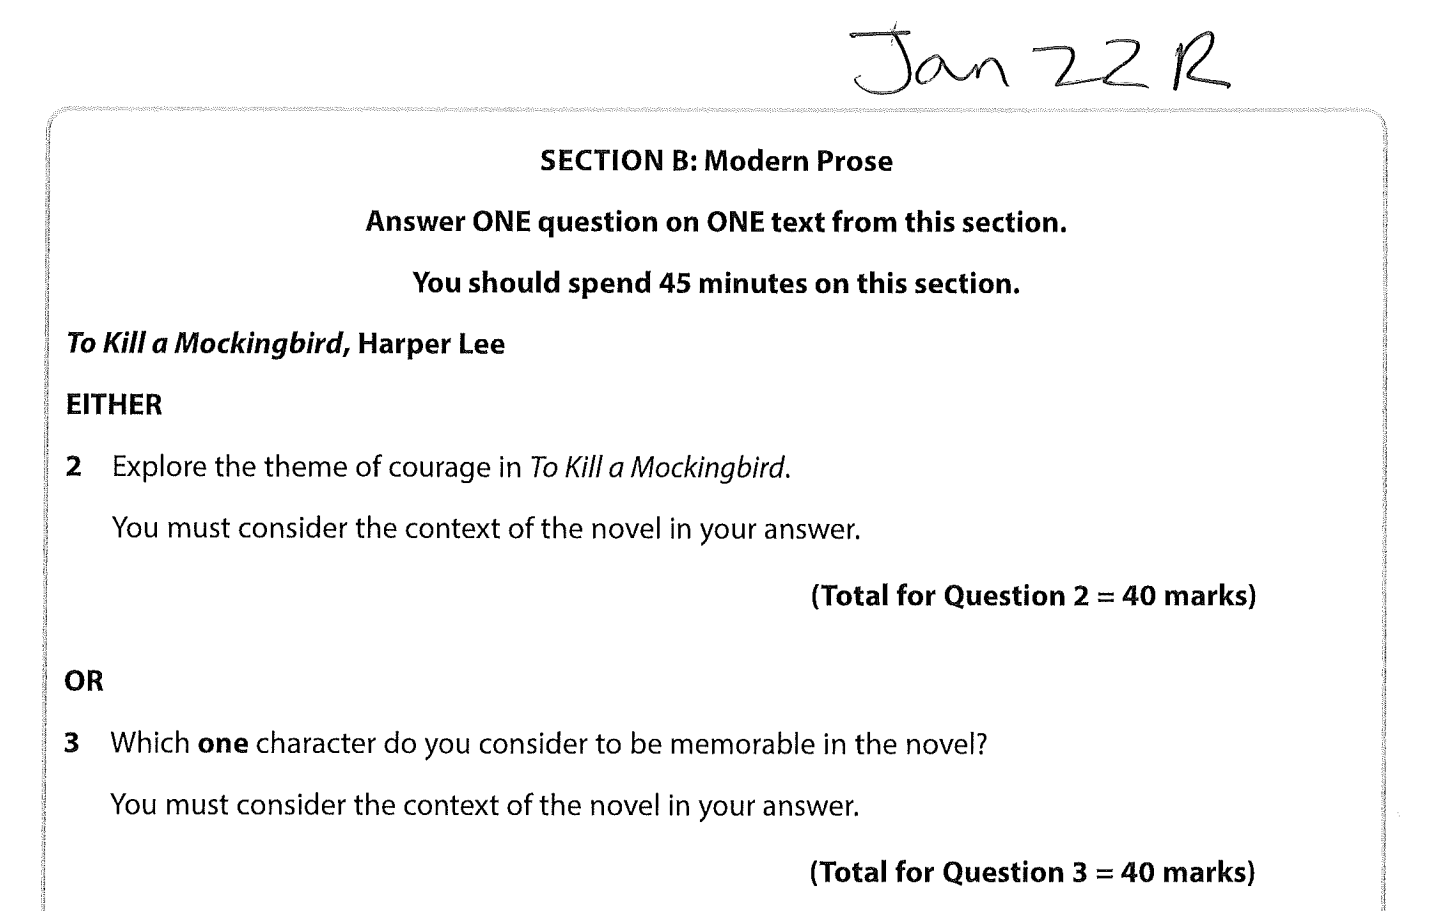 Jan 22 R
SECTION B: Modern Prose
Answer ONE question on ONE text from this section.
You should spend 45 minutes on this section.
To Kill a Mockingbird, Harper Lee
EITHER
2 Explore the theme of courage in To Kill a Mockingbird.
You must consider the context of the novel in your answer.
(Total for Question 2 = 40 marks)
OR
3 Which one character do you consider to be memorable in the novel?
You must consider the context of the novel in your answer.
(Total for Question 3 = 40 marks)